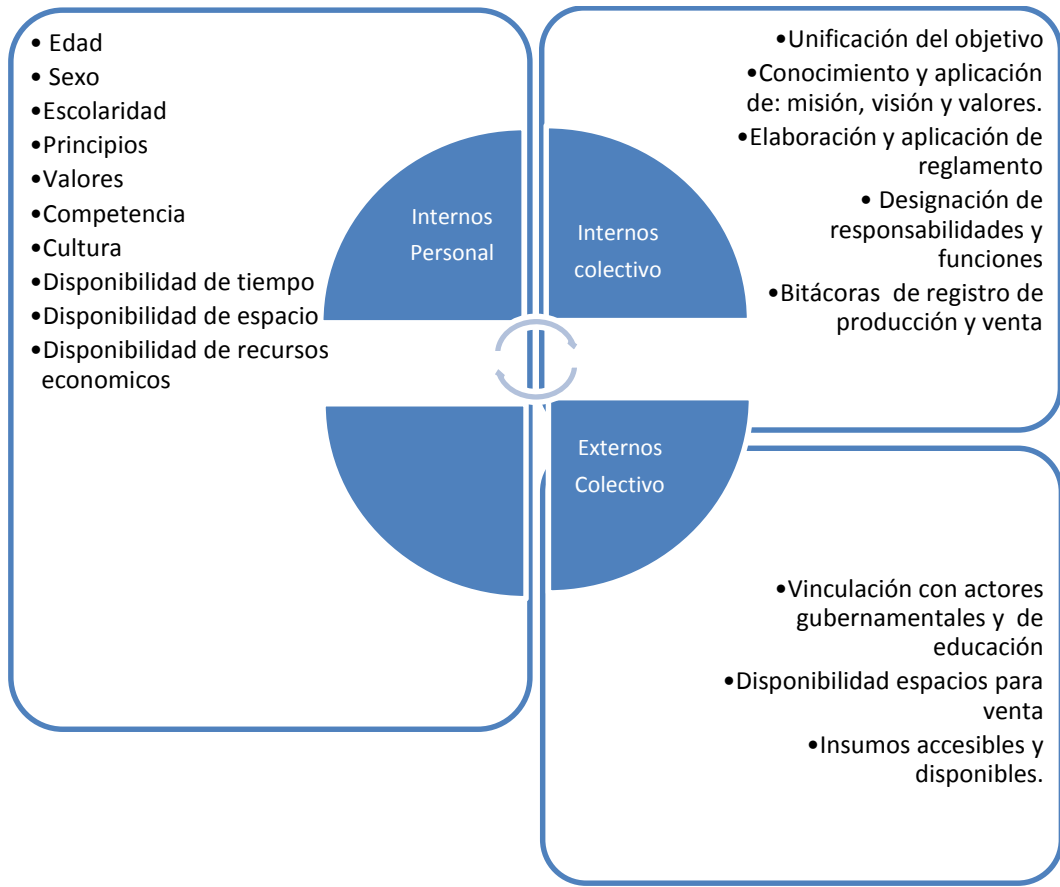 • Edad
• Sexo
•Escolaridad
•Principios
•Valores
•Competencia
•Cultura
•Disponibilidad de tiempo
•Disponibilidad de espacio
•Disponibilidad de recursos
economicos
Internos
Personal
•Unificación del objetivo
•Conocimiento y aplicación
de: misión, visión y valores.
•Elaboración y aplicación de
reglamento
• Designación de
responsabilidades y
funciones
•Bitácoras de registro de
producción y venta
Internos
colectivo
Externos
Colectivo
•Vinculación con actores
gubernamentales y de
educación
•Disponibilidad espacios para
venta
•Insumos accesibles y
disponibles.